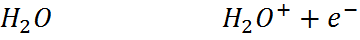 H₂O H₂O⁺ + e⁻